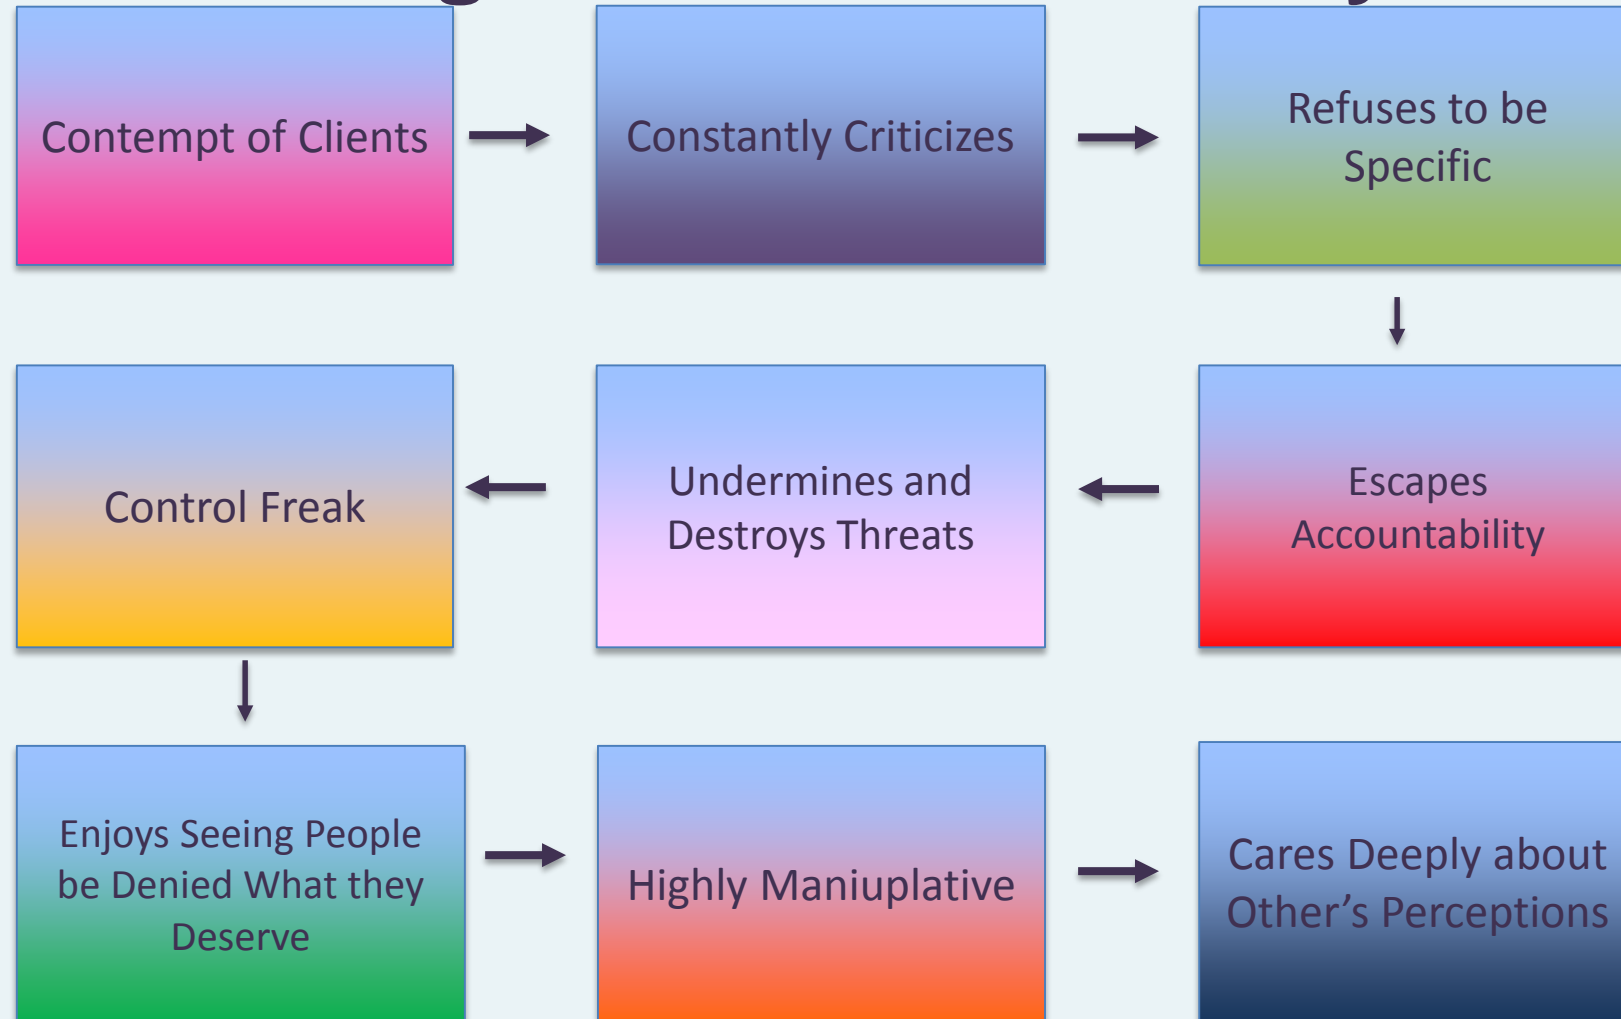 Contempt of Clients
Constantly Criticizes
Refuses to be
Specific
Escapes
Accountability
Undermines and
Destroys Threats
Control Freak
Enjoys Seeing People
be Denied What they
Deserve
Highly Maniuplative
Cares Deeply about
Other’s Perceptions